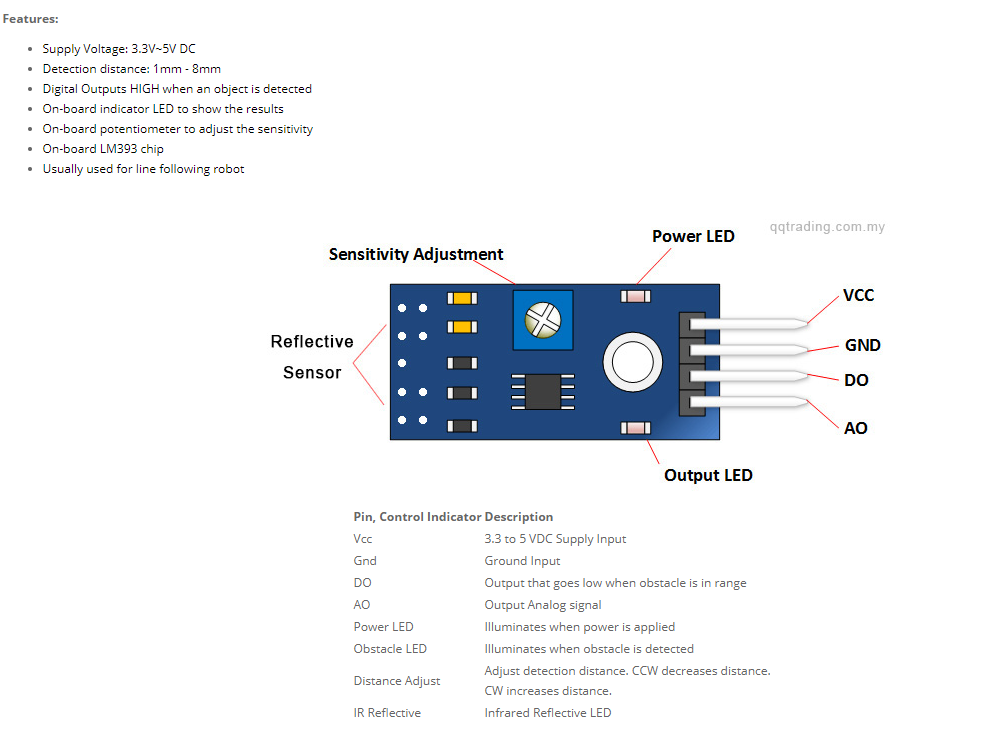 Features:
Supply Voltage: 3.3V~5V DC
Detection distance: 1mm - 8mm
Digital Outputs HIGH when an object is detected
On-board indicator LED to show the results
On-board potentiometer to adjust the sensitivity
On-board LM393 chip
Usually used for line following robot
qqtrading.com.my
Power LED
Sensitivity Adjustment
VCC
Reflective
Sensor
GND
DO
AO
Output LED
Pin, Control Indicator Description
Vcc 3.3 to 5 VDC Supply Input
Gnd Ground Input
DO Output that goes low when obstacle is in range
AO Output Analog signal
Power LED Illuminates when power is applied
Obstacle LED Illuminates when obstacle is detected
Distance Adjust Adjust detection distance. CCW decreases distance.
CW increases distance.
IR Reflective Infrared Reflective LED